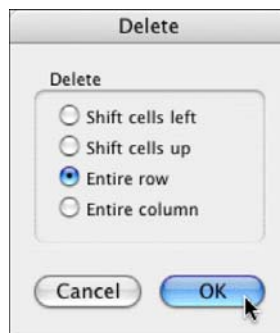 Delete
Delete
Shift cells left
Shift cells up
Entire row
Entire column
Cancel OK